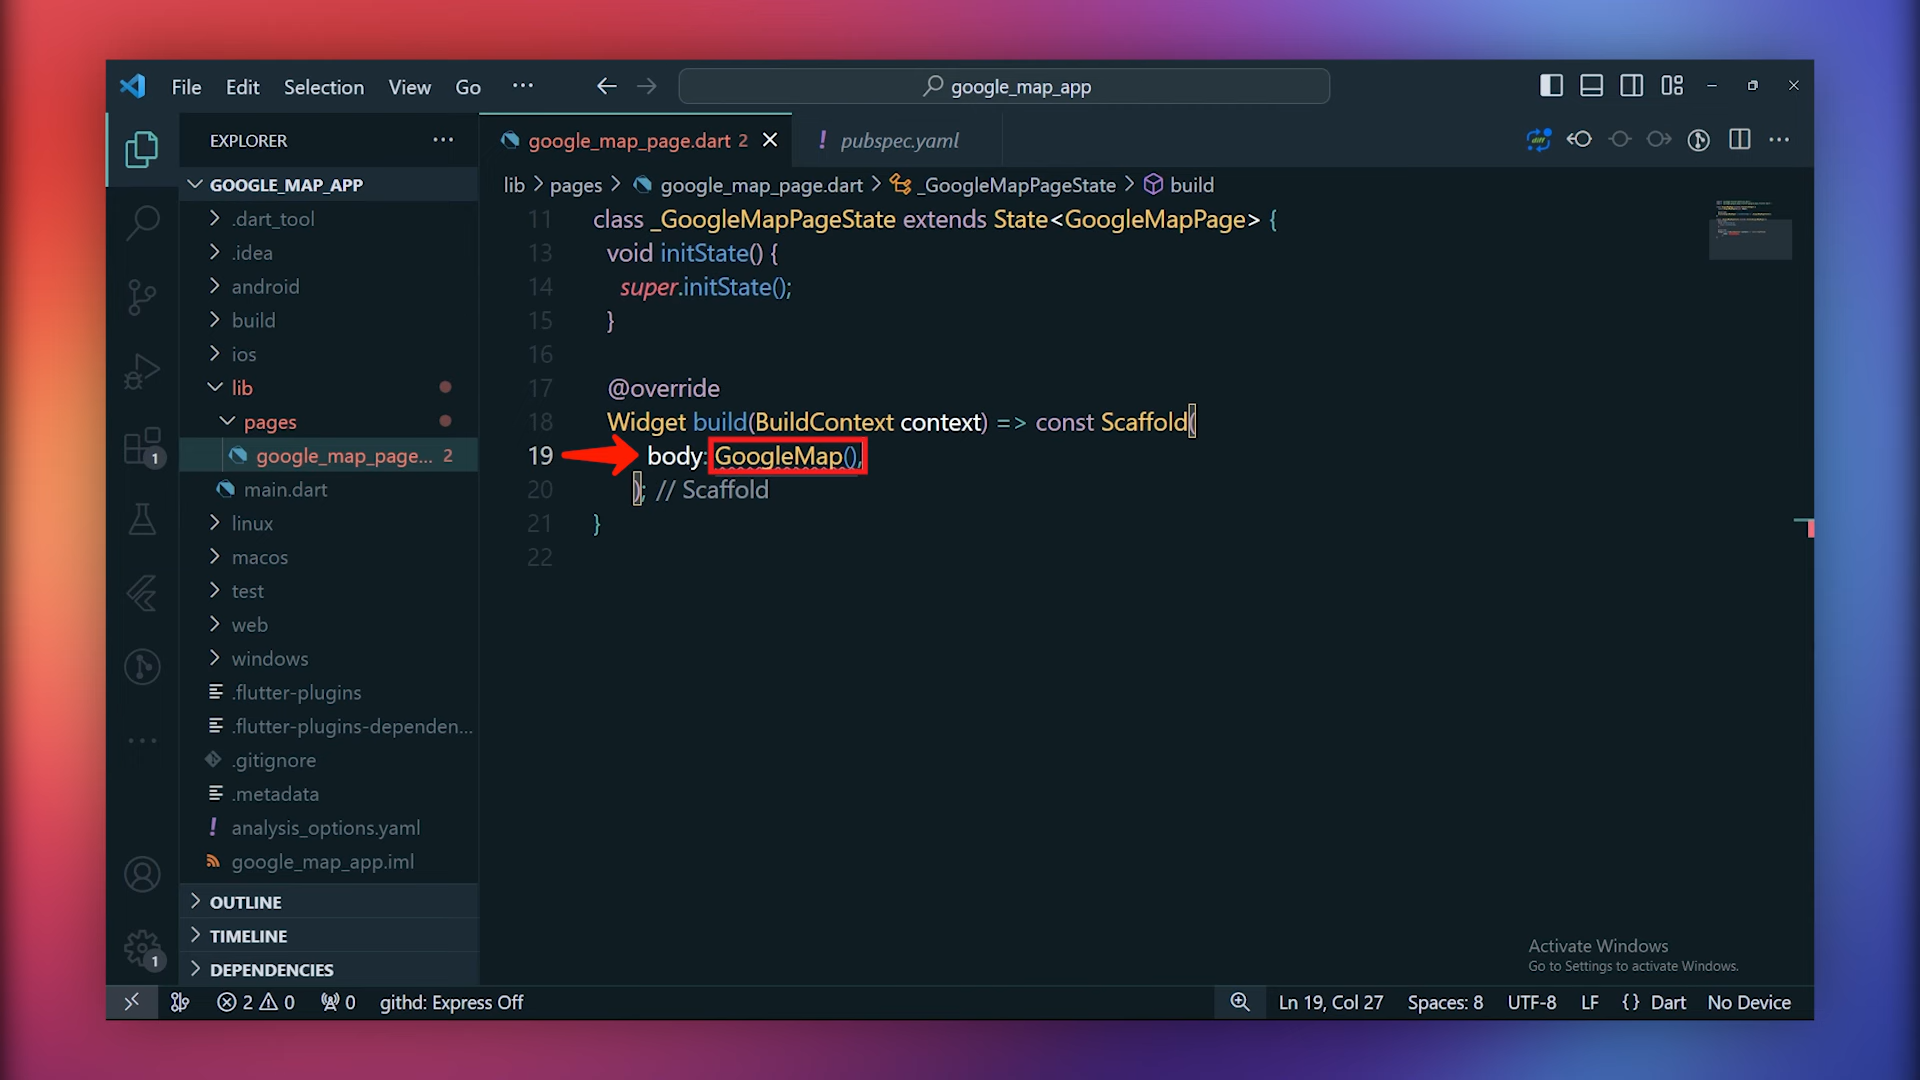 File Edit Selection View Go ··· google_map_app
EXPLORER ···
google_map_page.dart 2
! pubspec.yaml
GOOGLE_MAP_APP
lib > pages > google_map_page.dart > _GoogleMapPageState > build
.dart_tool
.idea
android
build
ios
lib
pages
google_map_page... 2
main.dart
linux
macos
test
web
windows
.flutter-plugins
.flutter-plugins-dependen...
.gitignore
.metadata
! analysis_options.yaml
google_map_app.iml
OUTLINE
TIMELINE
DEPENDENCIES
1
1
11 class _GoogleMapPageState extends State<GoogleMapPage> {
13 void initState() {
14 super.initState();
15 }
16
17 @override
18 Widget build(BuildContext context) => const Scaffold(
19 body: GoogleMap(),
20 ); // Scaffold
21 }
22
Activate Windows
Go to Settings to activate Windows.
2 0 0 githd: Express Off
Ln 19, Col 27 Spaces: 8 UTF-8 LF {} Dart No Device